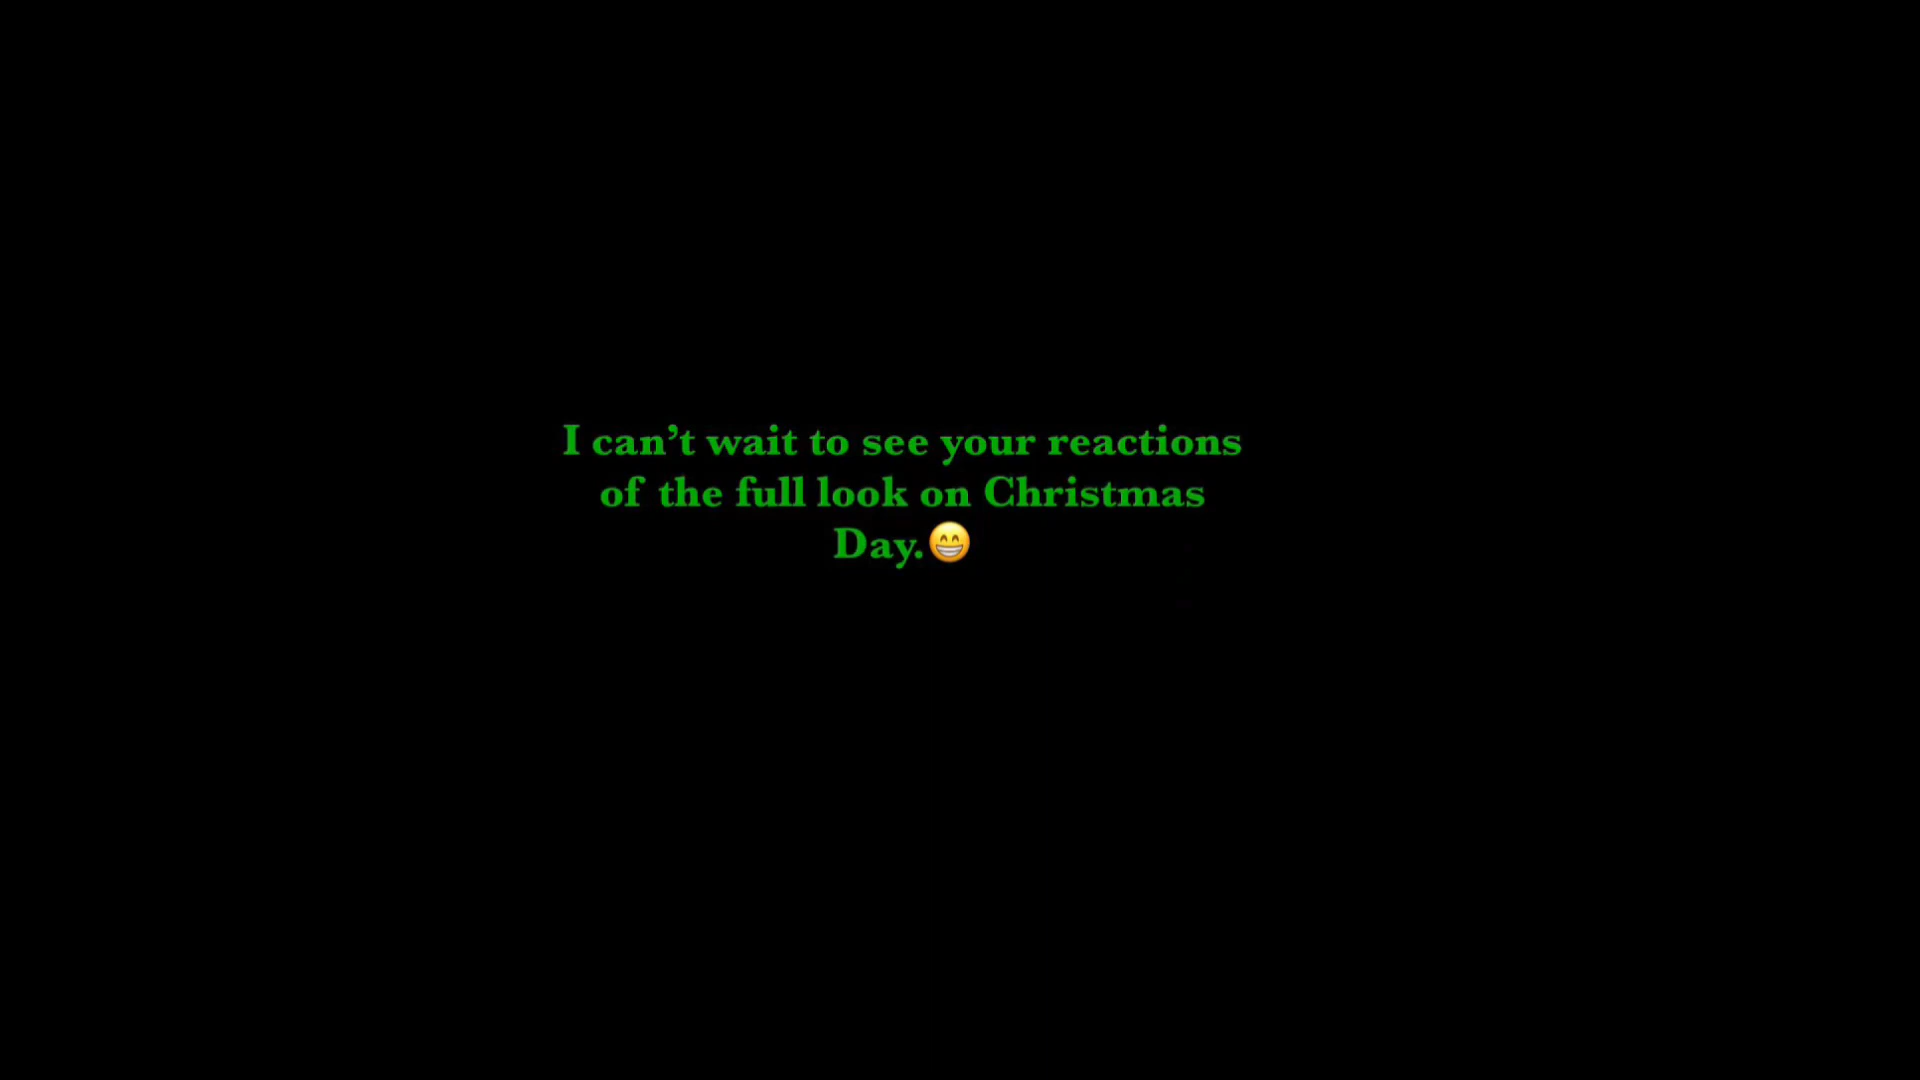 I can’t wait to see your reactions
of the full look on Christmas
Day.😁